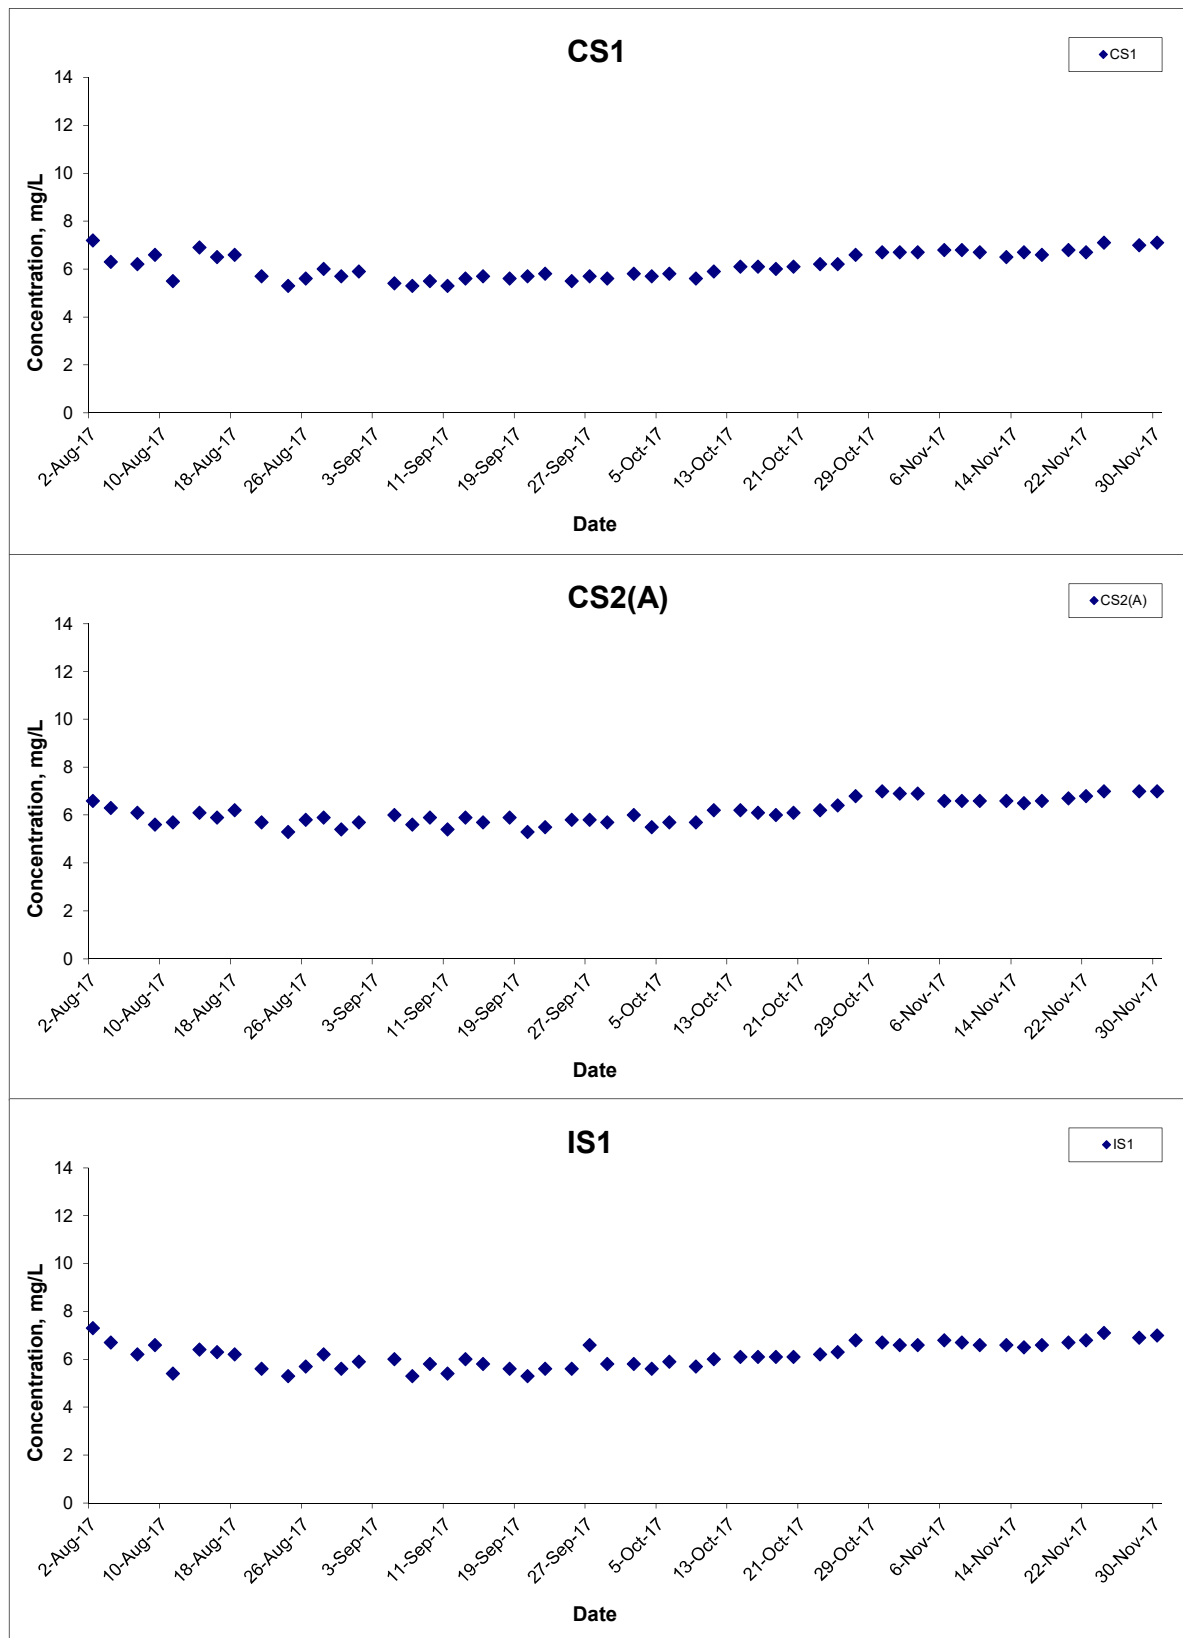 CS1
CS1
14
12
10
8
6
4
2
0
Concentration, mg/L
2-Aug-17
10-Aug-17
18-Aug-17
26-Aug-17
3-Sep-17
11-Sep-17
19-Sep-17
27-Sep-17
5-Oct-17
13-Oct-17
21-Oct-17
29-Oct-17
6-Nov-17
14-Nov-17
22-Nov-17
30-Nov-17
Date
CS2(A)
CS2(A)
14
12
10
8
6
4
2
0
Concentration, mg/L
2-Aug-17
10-Aug-17
18-Aug-17
26-Aug-17
3-Sep-17
11-Sep-17
19-Sep-17
27-Sep-17
5-Oct-17
13-Oct-17
21-Oct-17
29-Oct-17
6-Nov-17
14-Nov-17
22-Nov-17
30-Nov-17
Date
IS1
IS1
14
12
10
8
6
4
2
0
Concentration, mg/L
2-Aug-17
10-Aug-17
18-Aug-17
26-Aug-17
3-Sep-17
11-Sep-17
19-Sep-17
27-Sep-17
5-Oct-17
13-Oct-17
21-Oct-17
29-Oct-17
6-Nov-17
14-Nov-17
22-Nov-17
30-Nov-17
Date